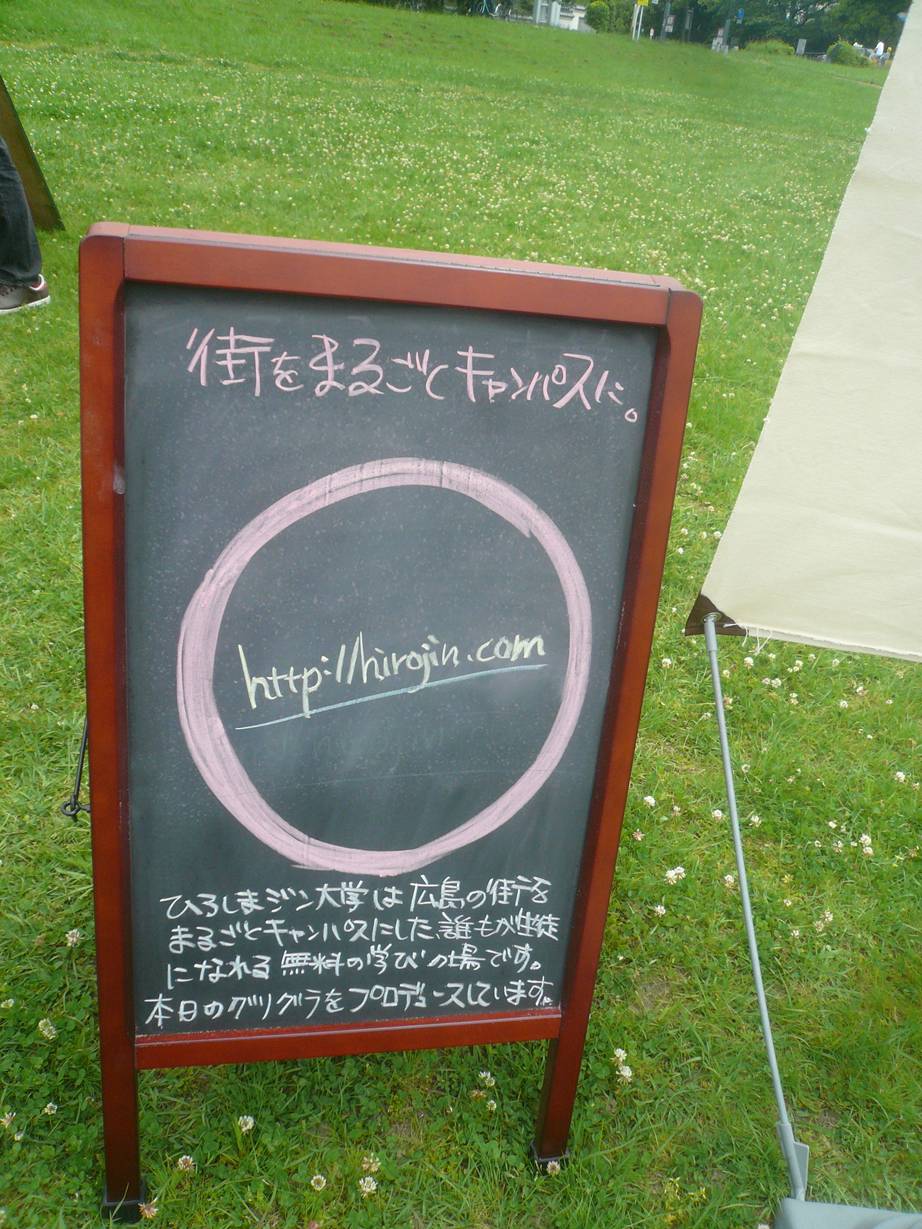 街をまるごとキャンパスに。
http://hirojin.com
ひろしまジン大学は広島の街を
まるごとキャンパスにした、誰もが生徒
になれる無料の学びの場です。
本日のグリグラをプロデュースしています。